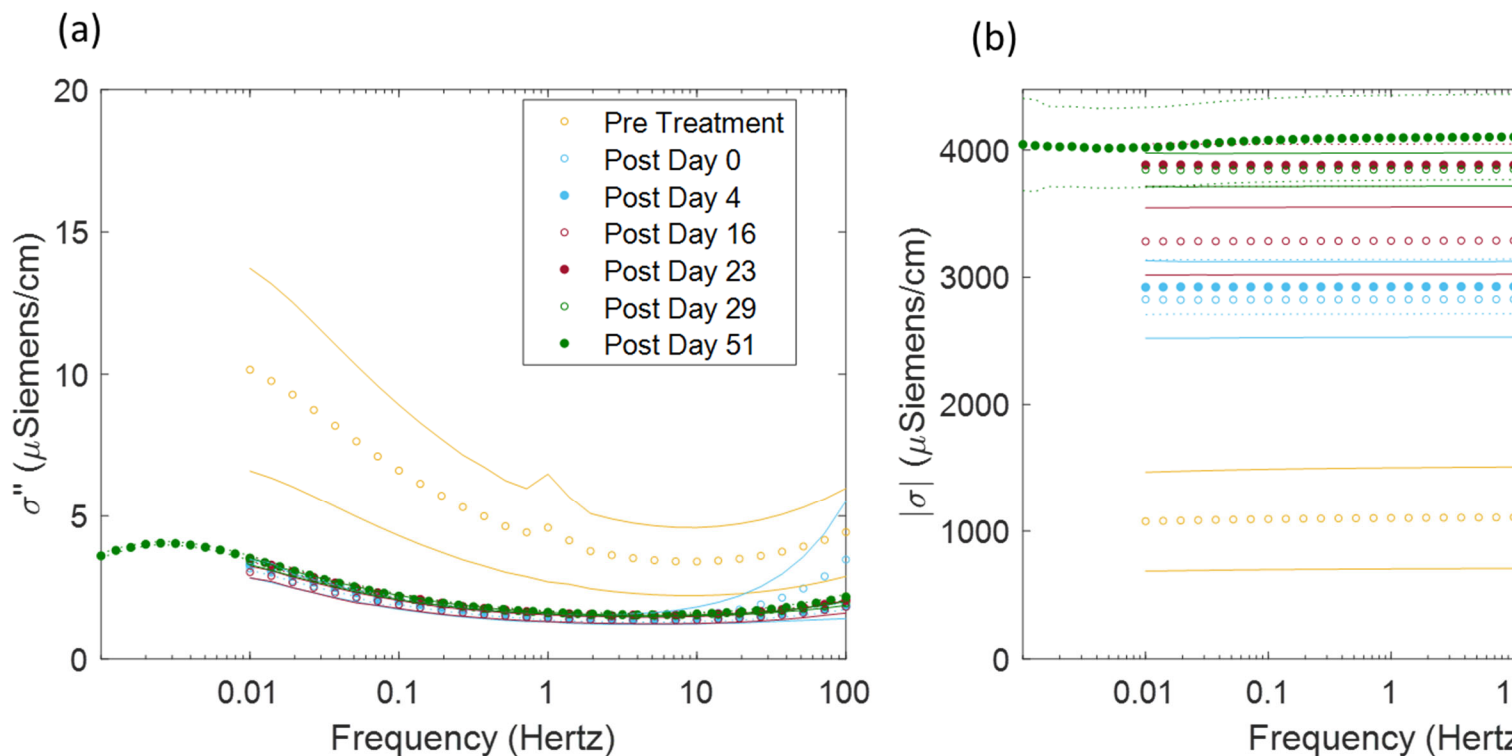 (a)
20
15
10
5
0
0.01
0.1
1
10
100
σ" (μSiemens/cm)
Frequency (Hertz)
Pre Treatment
Post Day 0
Post Day 4
Post Day 16
Post Day 23
Post Day 29
Post Day 51
(b)
4000
3000
2000
1000
0
0.01
0.1
1
|σ| (μSiemens/cm)
Frequency (Hertz